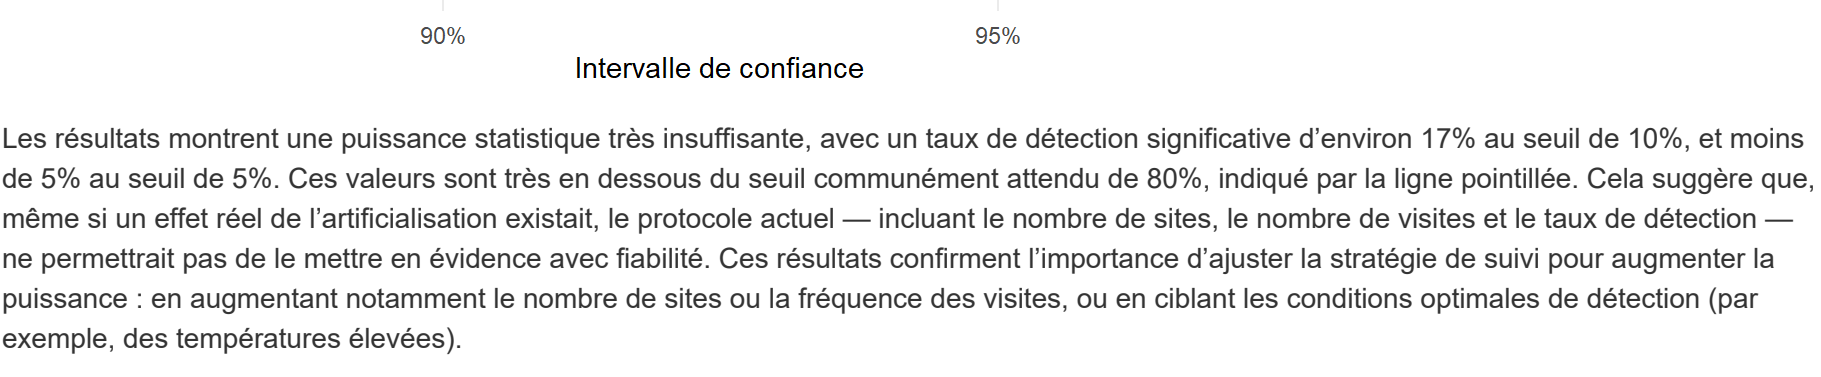 90% 95%
Intervalle de confiance
Les résultats montrent une puissance statistique très insuffisante, avec un taux de détection significative d’environ 17% au seuil de 10%, et moins
de 5% au seuil de 5%. Ces valeurs sont très en dessous du seuil communément attendu de 80%, indiqué par la ligne pointillée. Cela suggère que,
même si un effet réel de l’artificialisation existait, le protocole actuel — incluant le nombre de sites, le nombre de visites et le taux de détection —
ne permettrait pas de le mettre en évidence avec fiabilité. Ces résultats confirment l’importance d’ajuster la stratégie de suivi pour augmenter la
puissance : en augmentant notamment le nombre de sites ou la fréquence des visites, ou en ciblant les conditions optimales de détection (par
exemple, des températures élevées).